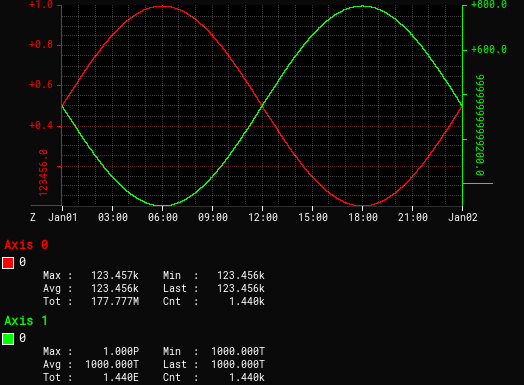 +1.0
+0.8
+0.6
+0.4
123456.0
+800.0
+600.0
Z Jan01 03:00 06:00 09:00 12:00 15:00 18:00 21:00 Jan02
Axis 0
0
Max : 123.457k Min : 123.456k
Avg : 123.456k Last : 123.456k
Tot : 177.777M Cnt : 1.440k
Axis 1
0
Max : 1.000P Min : 1000.000T
Avg : 1000.000T Last : 1000.000T
Tot : 1.440E Cnt : 1.440k